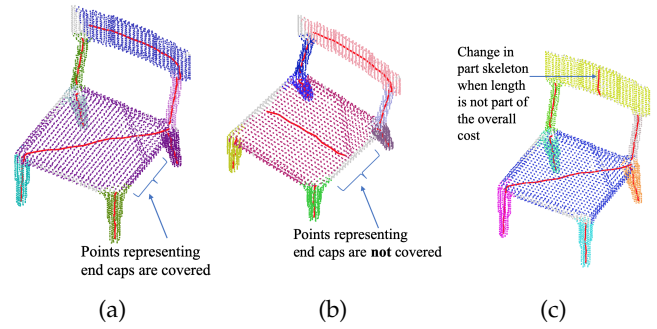 Change in
part skeleton
when length
is not part of
the overall
cost
Points representing
end caps are covered
Points representing
end caps are not covered
(a)
(b)
(c)